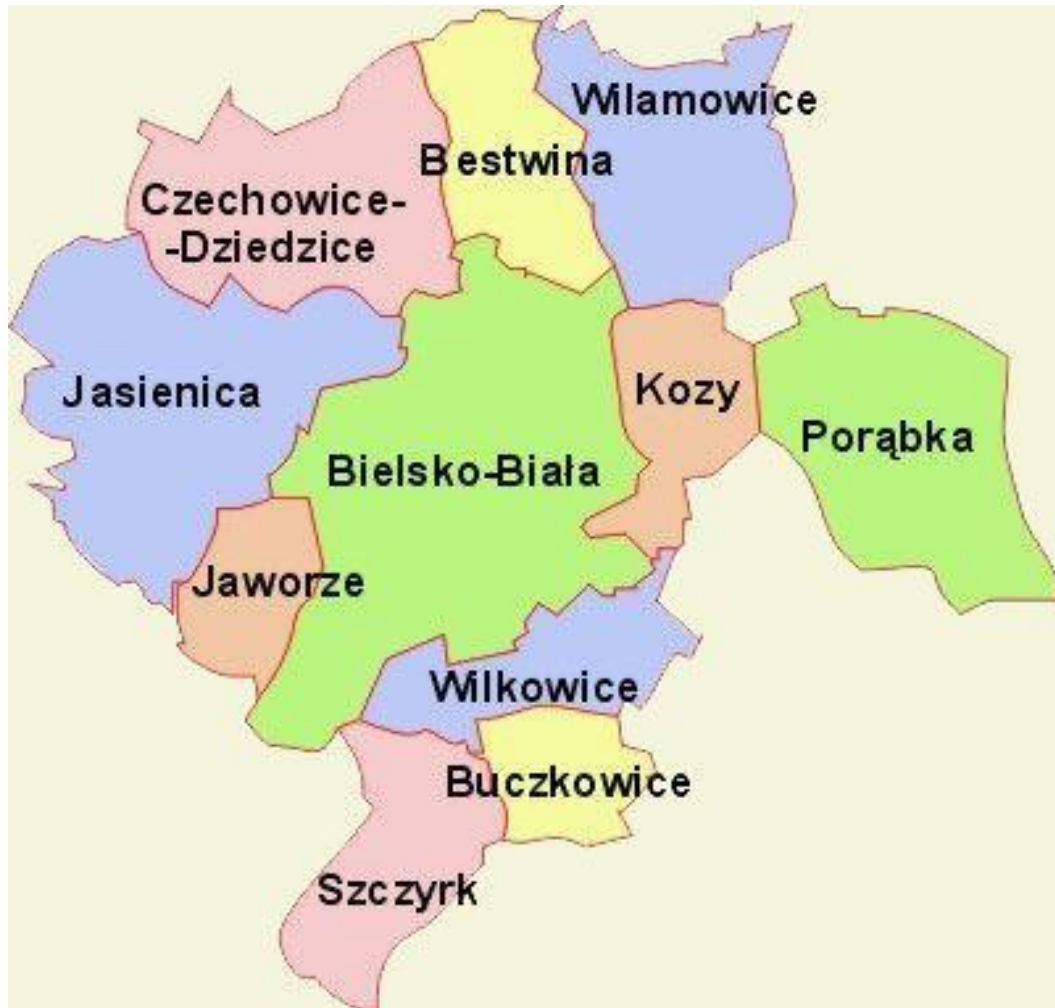 Wilamowice
Bestwina
Czechowice-
-Dziedzice
Jasienica
Kozy
Porąbka
Bielsko-Biała
Jaworze
Wilkowice
Buczkowice
Szczyrk